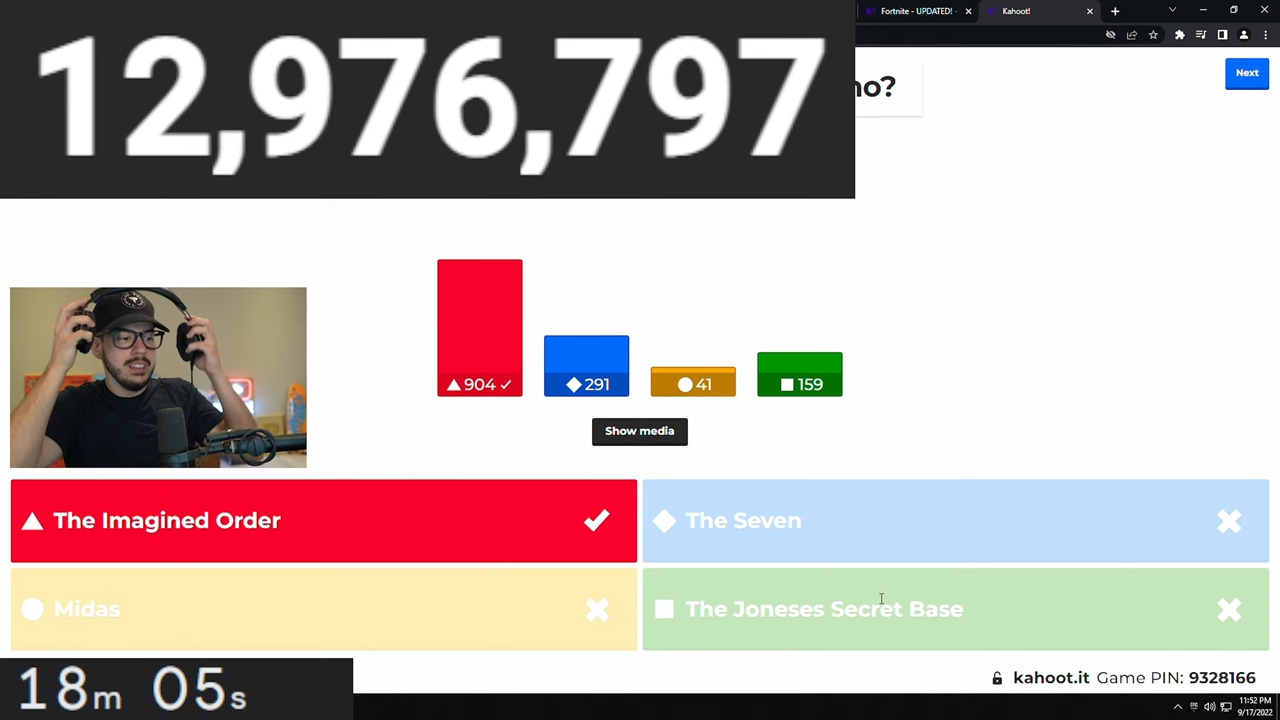 12,976,797
Fortnite - UPDATED! -
Kahoot!
ho?
Next
904
291
41
159
Show media
The Imagined Order
The Seven
Midas
The Joneses Secret Base
18m 05s
kahoot.it Game PIN: 9328166
11:52 PM
9/17/2022